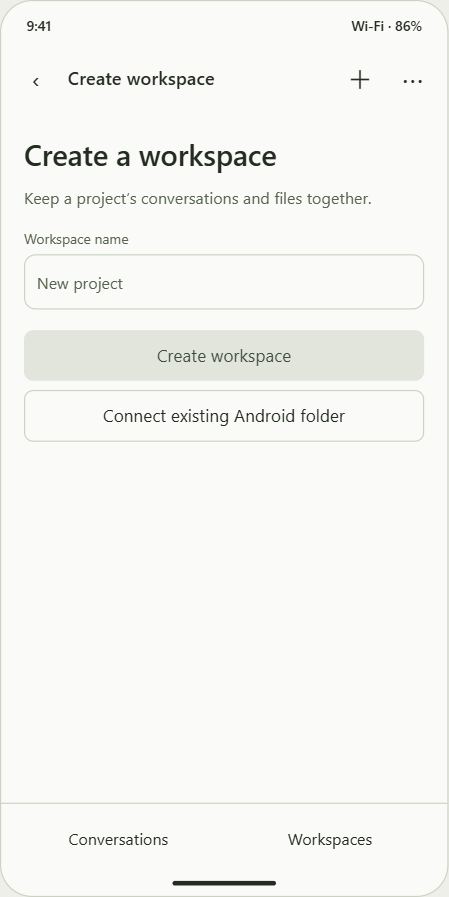 9:41
Wi-Fi · 86%
‹ Create workspace + ...
Create a workspace
Keep a project's conversations and files together.
Workspace name
New project
Create workspace
Connect existing Android folder
Conversations
Workspaces